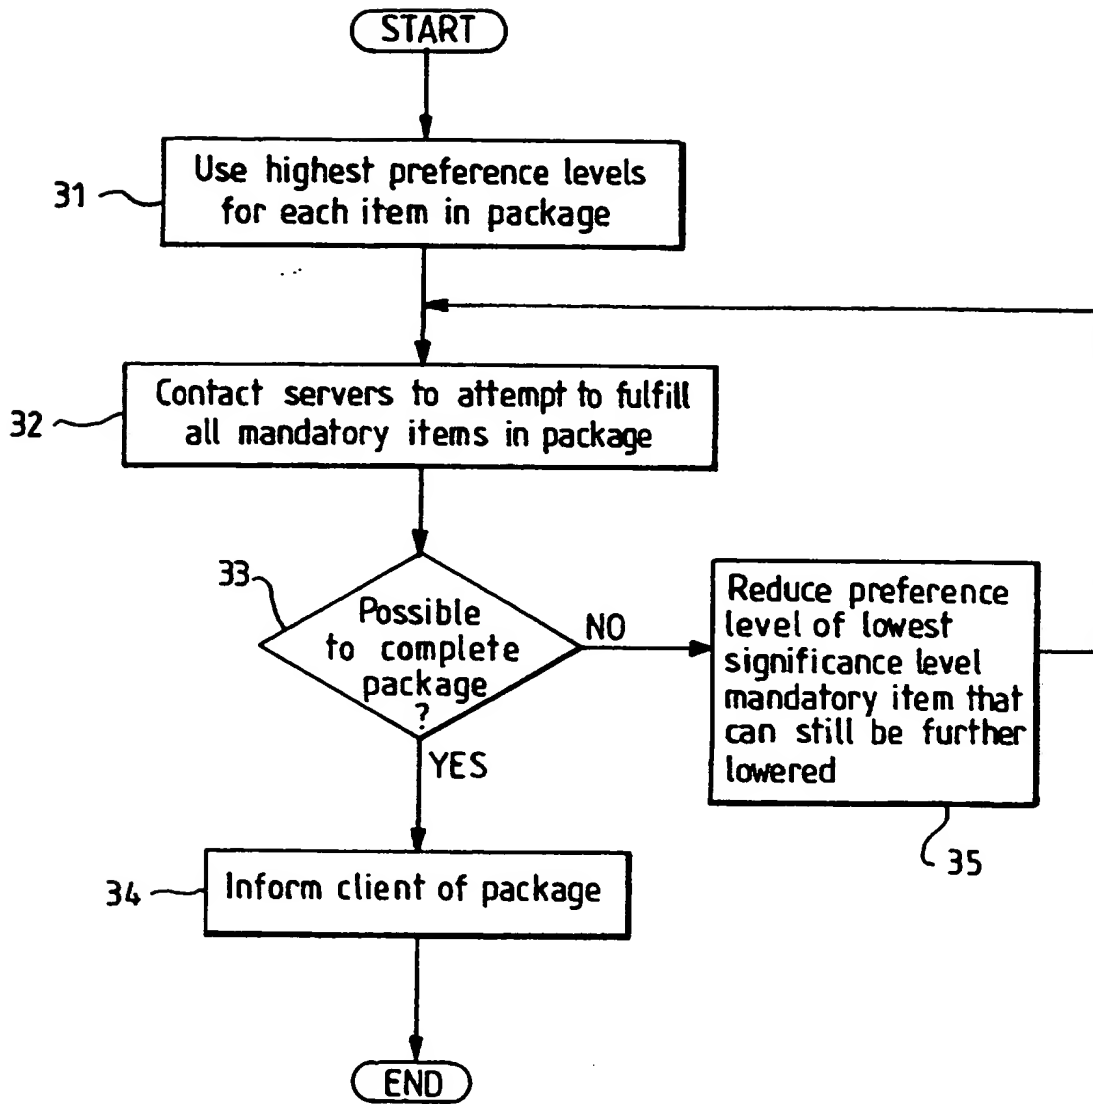 START
31
Use highest preference levels
for each item in package
32
Contact servers to attempt to fulfill
all mandatory items in package
33
Possible
to complete
package
?
NO
YES
Reduce preference
level of lowest
significance level
mandatory item that
can still be further
lowered
35
34
Inform client of package
END